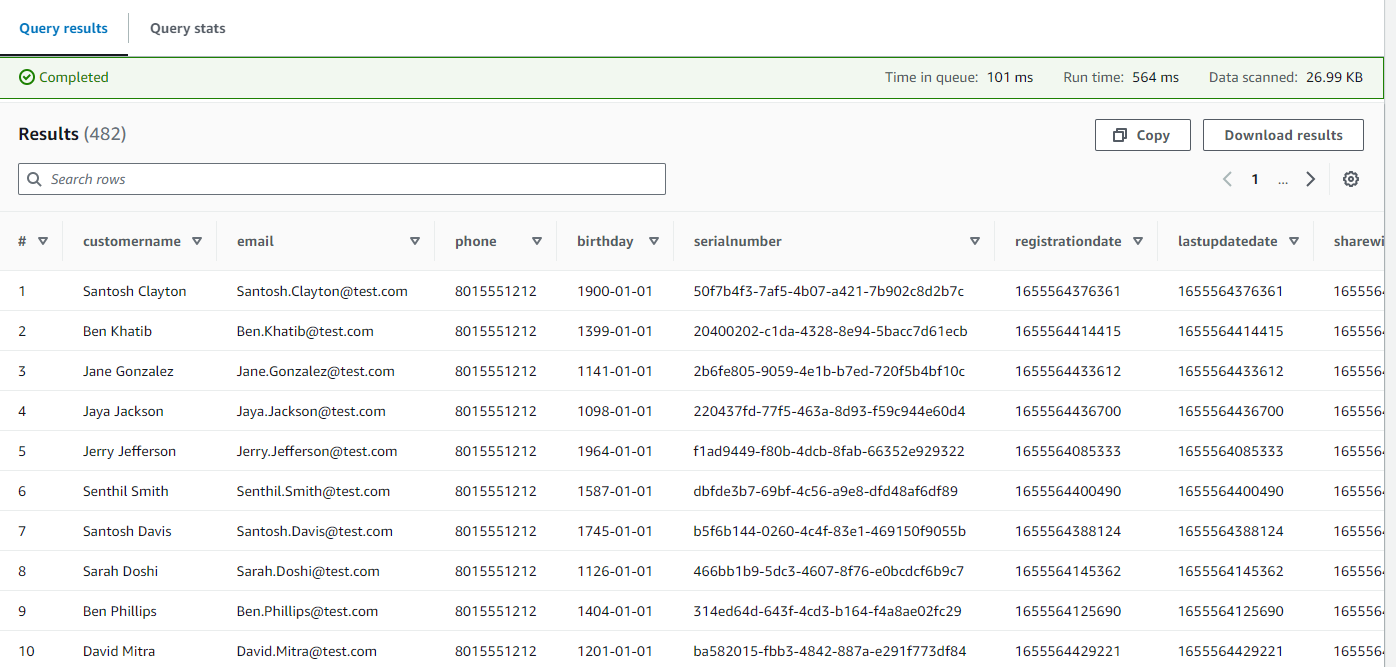 Query results Query stats
Completed Time in queue: 101 ms Run time: 564 ms Data scanned: 26.99 KB
Results (482) Copy Download results
Search rows 1 ...
# customername email phone birthday serialnumber registrationdate lastupdatedate sharewi
1 Santosh Clayton Santosh.Clayton@test.com 8015551212 1900-01-01 50f7b4f3-7af5-4b07-a421-7b902c8d2b7c 1655564376361 1655564376361 165556
2 Ben Khatib Ben.Khatib@test.com 8015551212 1399-01-01 20400202-c1da-4328-8e94-5bacc7d61ecb 1655564414415 1655564414415 165556
3 Jane Gonzalez Jane.Gonzalez@test.com 8015551212 1141-01-01 2b6fe805-9059-4e1b-b7ed-720f5b4bf10c 1655564433612 1655564433612 165556
4 Jaya Jackson Jaya.Jackson@test.com 8015551212 1098-01-01 220437fd-77f5-463a-8d93-f59c944e60d4 1655564436700 1655564436700 165556
5 Jerry Jefferson Jerry.Jefferson@test.com 8015551212 1964-01-01 f1ad9449-f80b-4dcb-8fab-66352e929322 1655564085333 1655564085333 165556
6 Senthil Smith Senthil.Smith@test.com 8015551212 1587-01-01 dbfde3b7-69bf-4c56-a9e8-dfd48af6df89 1655564400490 1655564400490 165556
7 Santosh Davis Santosh.Davis@test.com 8015551212 1745-01-01 b5f6b144-0260-4c4f-83e1-469150f9055b 1655564388124 1655564388124 165556
8 Sarah Doshi Sarah.Doshi@test.com 8015551212 1126-01-01 466bb1b9-5dc3-4607-8f76-e0bcdcf6b9c7 1655564145362 1655564145362 165556
9 Ben Phillips Ben.Phillips@test.com 8015551212 1404-01-01 314ed64d-643f-4cd3-b164-f4a8ae02fc29 1655564125690 1655564125690 165556
10 David Mitra David.Mitra@test.com 8015551212 1201-01-01 ba582015-fbb3-4842-887a-e291f773df84 1655564429221 1655564429221 165556